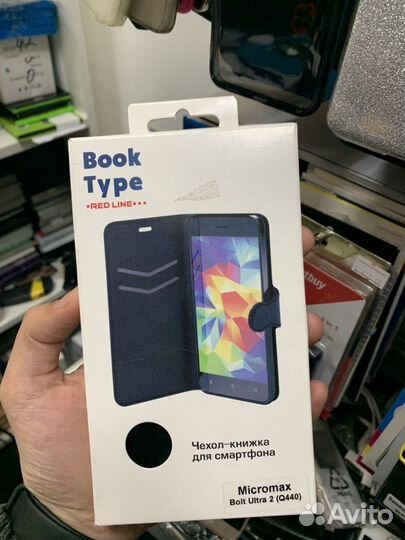 Book
Type
RED LINE
Чехол-книжка
для смартфона
Micromax
Bolt Ultra 2 (Q440)
Avito